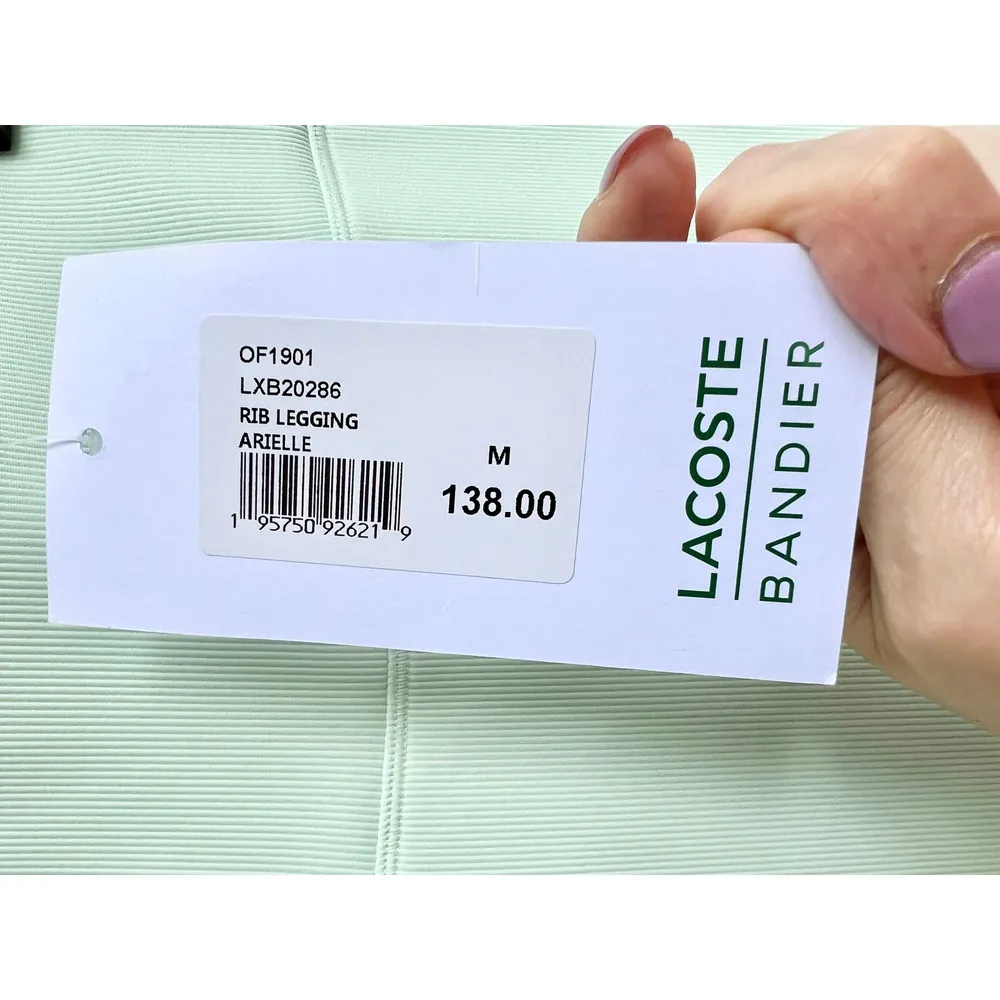 OF1901
LXB20286
RIB LEGGING
ARIELLE
M
138.00
1 95750 92621 9
LACOSTE
BANDIER